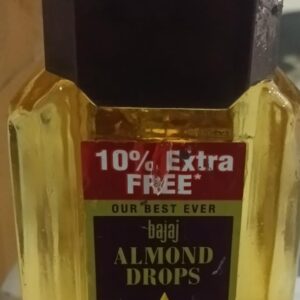 10% Extra
FREE*
OUR BEST EVER
bajaj
ALMOND
DROPS